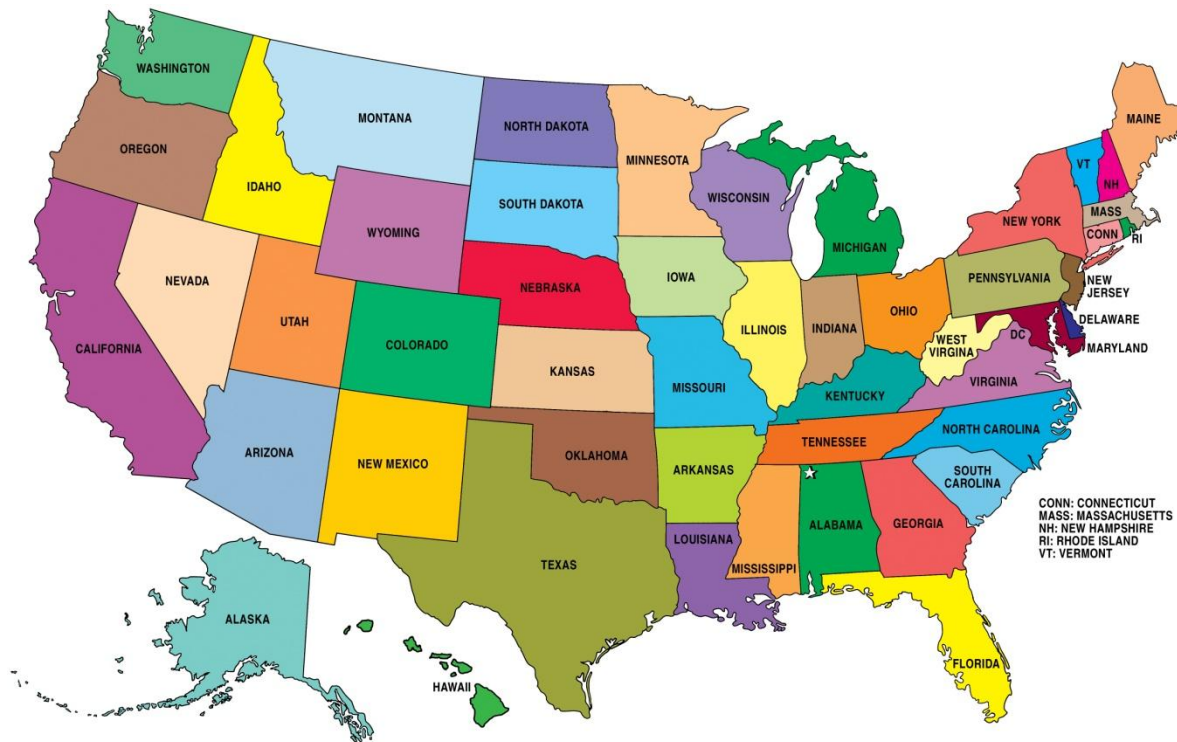 WASHINGTON
OREGON
CALIFORNIA
NEVADA
IDAHO
MONTANA
WYOMING
UTAH
COLORADO
ARIZONA
NEW MEXICO
NORTH DAKOTA
SOUTH DAKOTA
NEBRASKA
KANSAS
OKLAHOMA
TEXAS
MINNESOTA
IOWA
MISSOURI
ARKANSAS
LOUISIANA
WISCONSIN
ILLINOIS
MICHIGAN
INDIANA
OHIO
KENTUCKY
TENNESSEE
MISSISSIPPI
ALABAMA
GEORGIA
FLORIDA
SOUTH
CAROLINA
NORTH CAROLINA
VIRGINIA
WEST
VIRGINA
DC
PENNSYLVANIA
NEW YORK
VT
NH
MAINE
MASS
CONN
RI
NEW
JERSEY
DELAWARE
MARYLAND
ALASKA
HAWAII
CONN: CONNECTICUT
MASS: MASSACHUSETTS
NH: NEW HAMPSHIRE
RI: RHODE ISLAND
VT: VERMONT